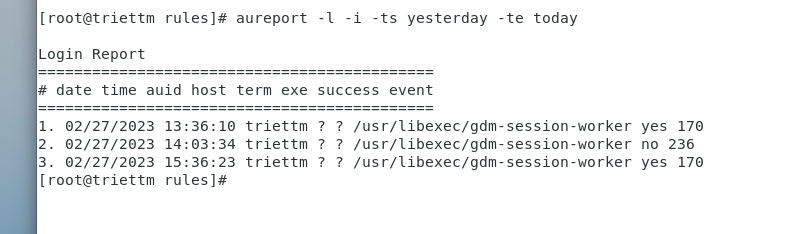 [root@triettm rules]# aureport -l -i -ts yesterday -te today
Login Report
============================================
# date time auid host term exe success event
============================================
1. 02/27/2023 13:36:10 triettm ? ? /usr/libexec/gdm-session-worker yes 170
2. 02/27/2023 14:03:34 triettm ? ? /usr/libexec/gdm-session-worker no 236
3. 02/27/2023 15:36:23 triettm ? ? /usr/libexec/gdm-session-worker yes 170
[root@triettm rules]#